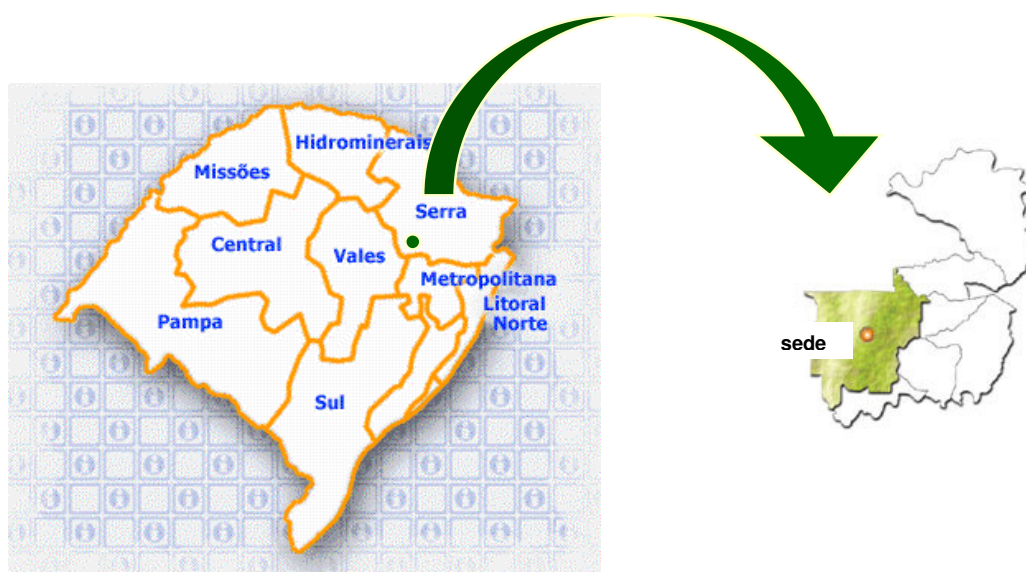 Hidrominerais
Missões
Serra
Central
Vales
Metropolitana
Litoral
Norte
Pampa
sede
Sul